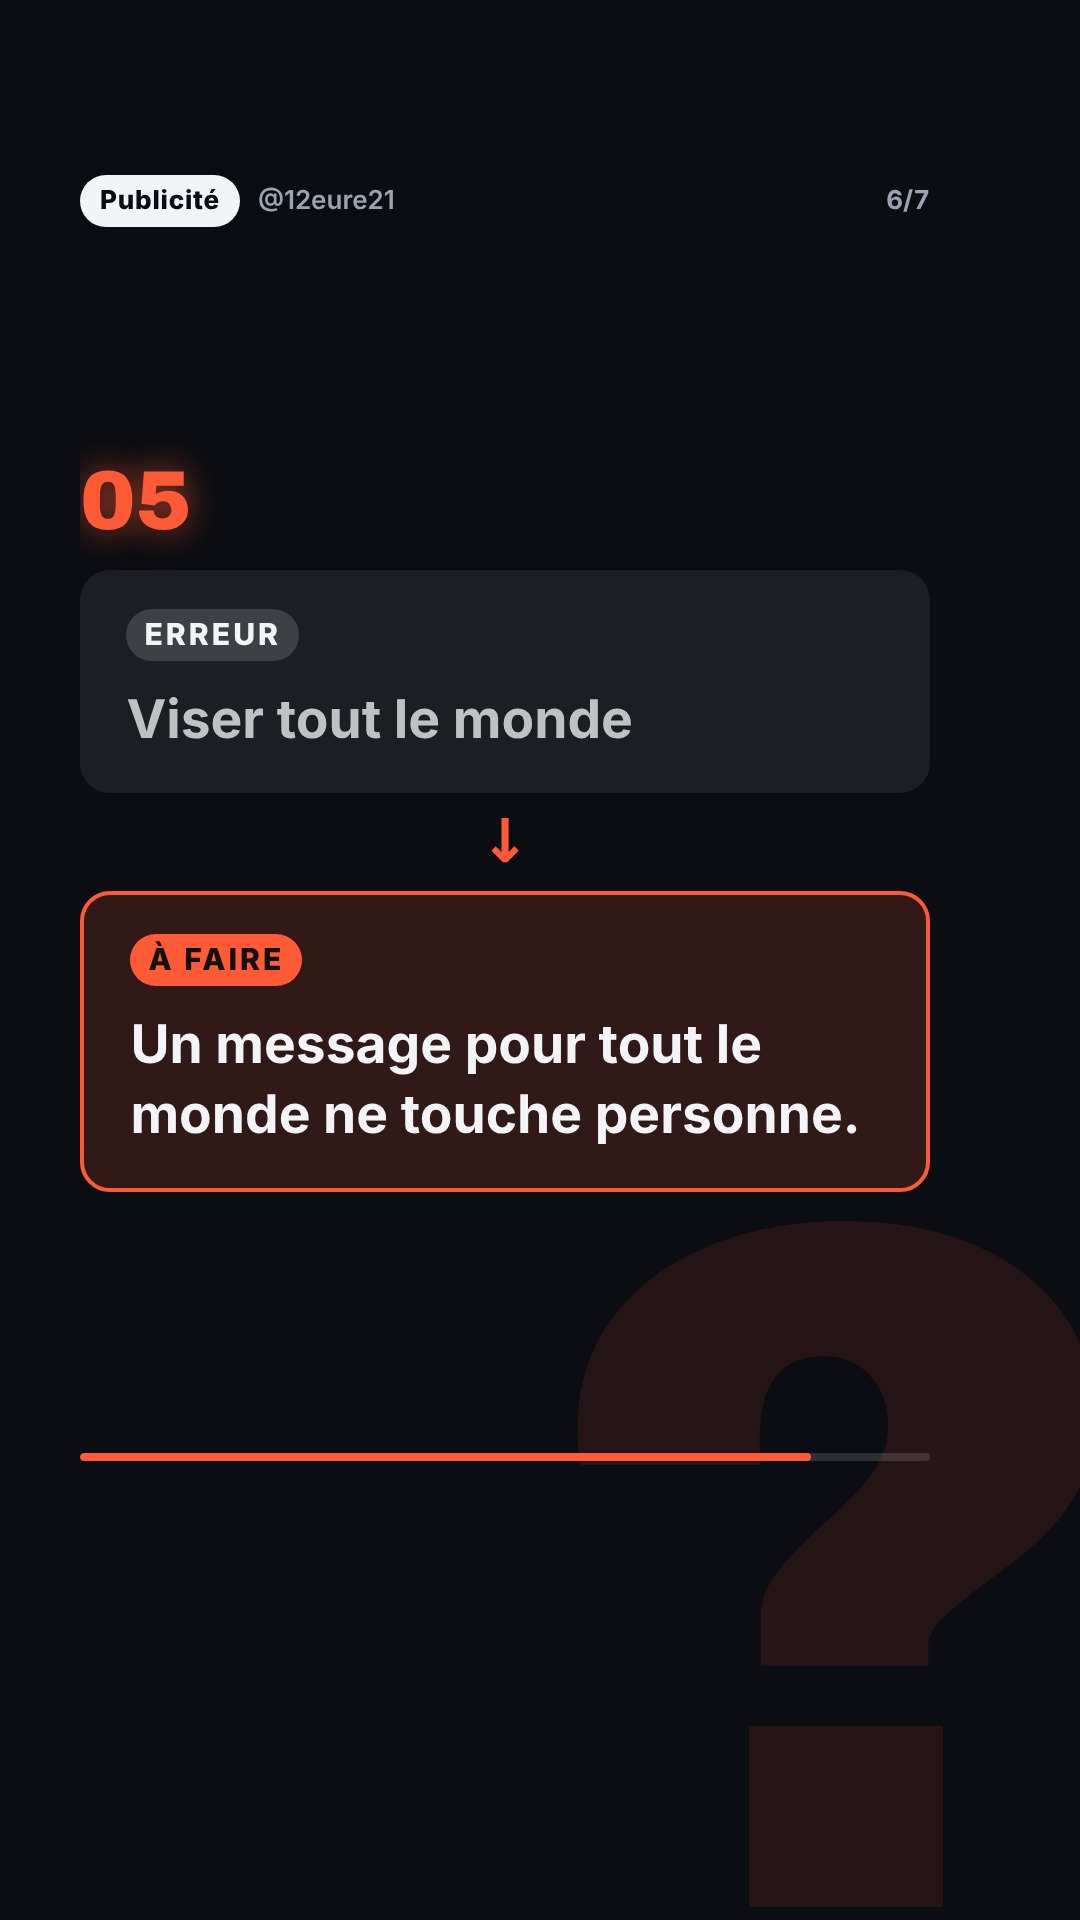 Publicité @12eure21 6/7
05
ERREUR
Viser tout le monde
↓
À FAIRE
Un message pour tout le
monde ne touche personne.
?